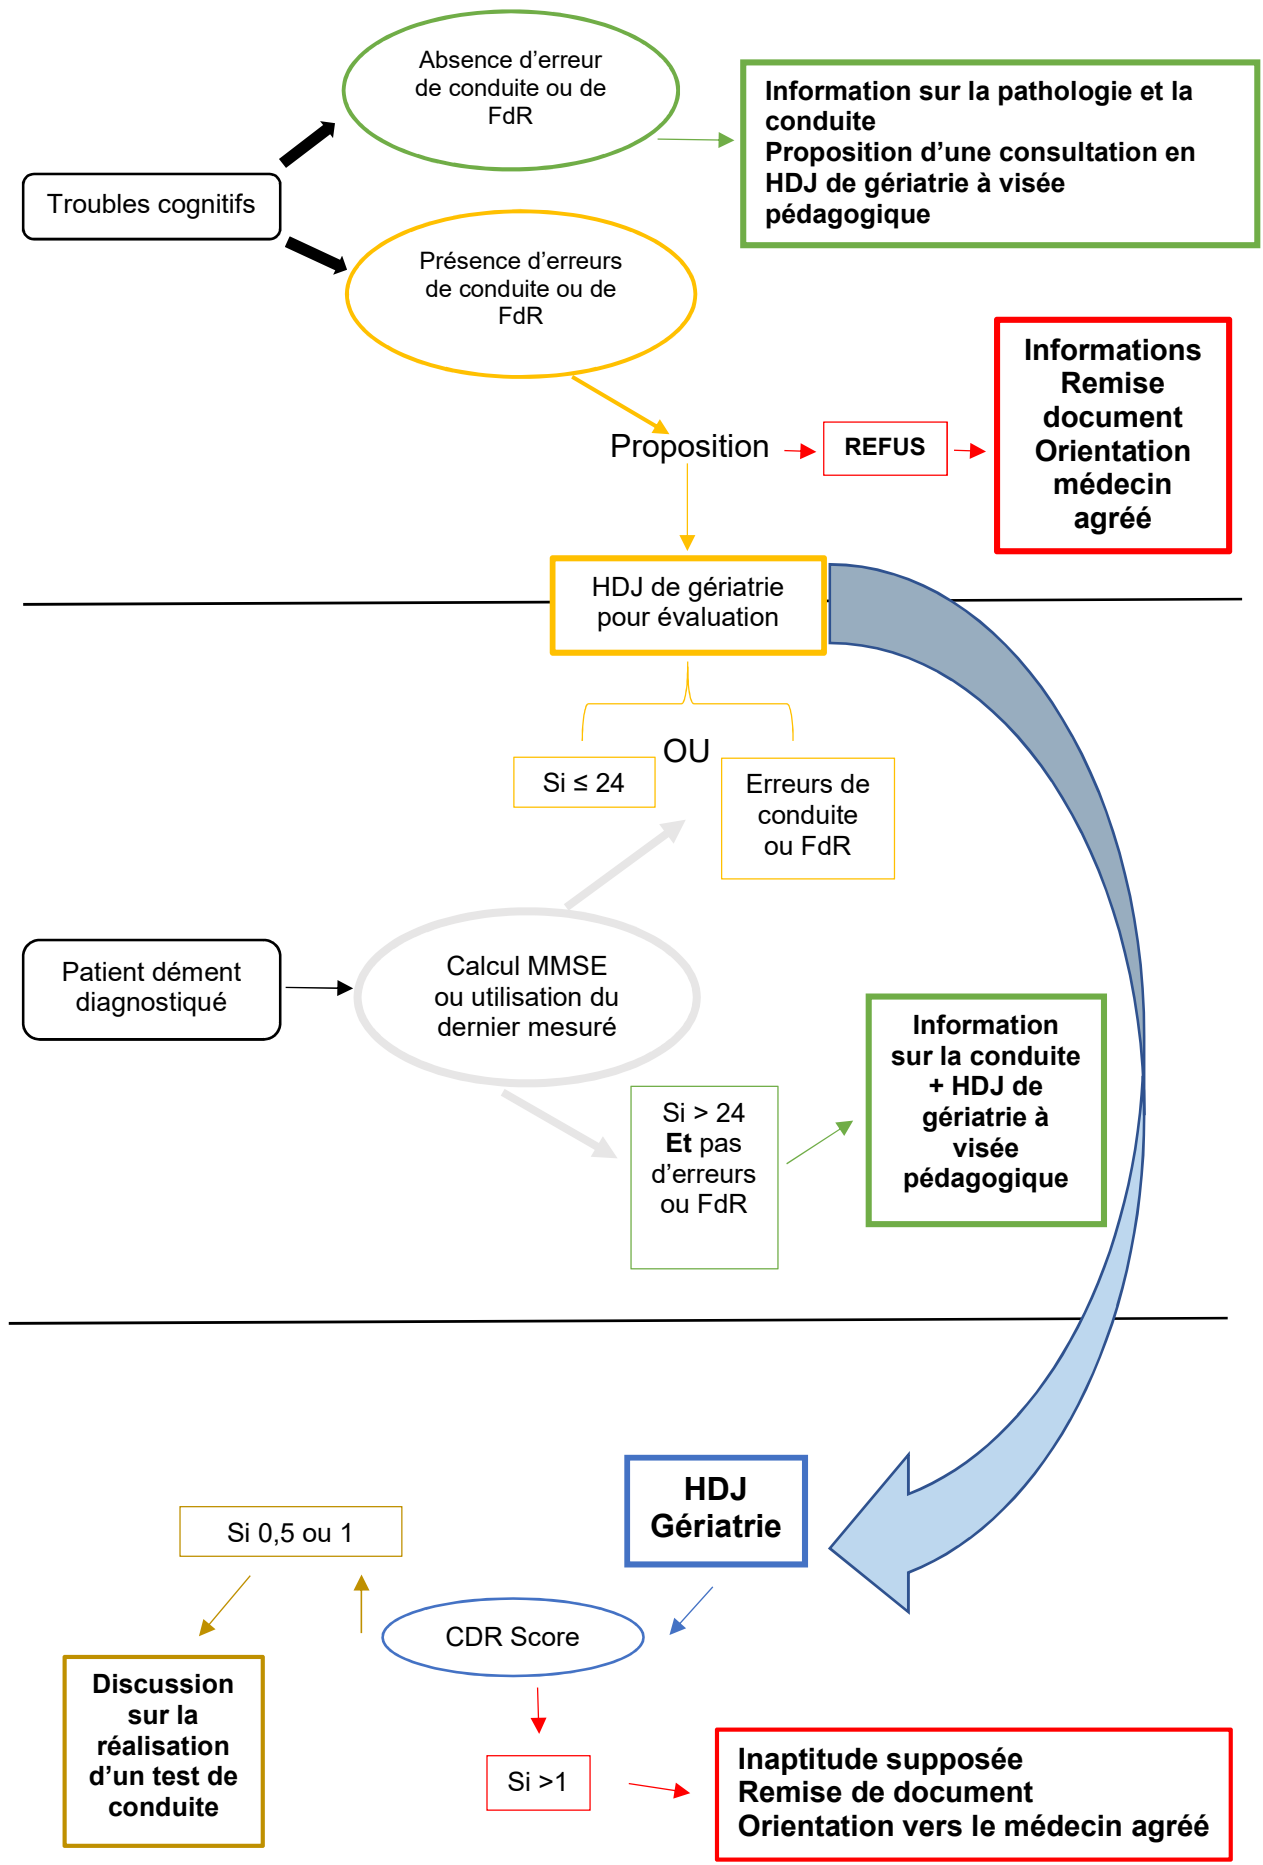 Absence d'erreur
de conduite ou de
FdR
Information sur la pathologie et la
conduite
Proposition d'une consultation en
HDJ de gériatrie à visée
pédagogique
Troubles cognitifs
Présence d'erreurs
de conduite ou de
FdR
Informations
Remise
document
Orientation
médecin
agréé
Proposition
REFUS
HDJ de gériatrie
pour évaluation
OU
Si ≤ 24
Erreurs de
conduite
ou FdR
Patient dément
diagnostiqué
Calcul MMSE
ou utilisation du
dernier mesuré
Information
sur la conduite
+ HDJ de
gériatrie à
visée
pédagogique
Si > 24
Et pas
d'erreurs
ou FdR
HDJ
Gériatrie
Si 0,5 ou 1
CDR Score
Discussion
sur la
réalisation
d'un test de
conduite
Si >1
Inaptitude supposée
Remise de document
Orientation vers le médecin agréé